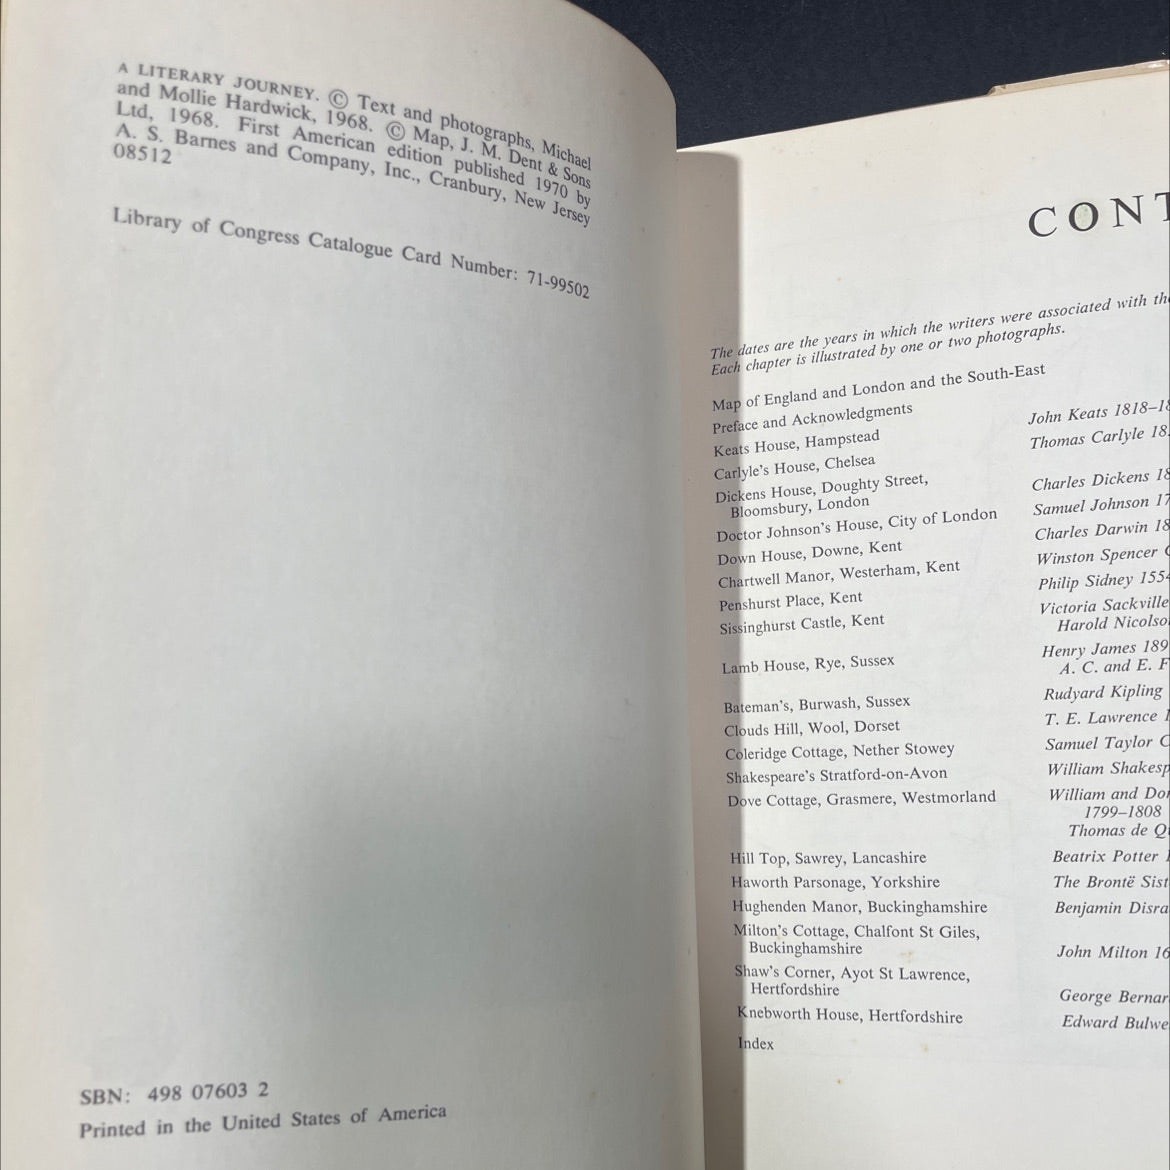 A LITERARY JOURNEY. © Text and photographs, Michael
and Mollie Hardwick, 1968. © Map, J. M. Dent & Sons
Ltd, 1968. First American edition published 1970 by
A. S. Barnes and Company, Inc., Cranbury, New Jersey
08512
Library of Congress Catalogue Card Number: 71-99502
SBN: 498 07603 2
Printed in the United States of America
CONT
The dates are the years in which the writers were associated with the
Each chapter is illustrated by one or two photographs.
Map of England and London and the South-East
Preface and Acknowledgments
Keats House, Hampstead John Keats 1818–18
Carlyle's House, Chelsea Thomas Carlyle 18
Dickens House, Doughty Street,
Bloomsbury, London Charles Dickens 18
Doctor Johnson's House, City of London Samuel Johnson 17
Down House, Downe, Kent Charles Darwin 18
Chartwell Manor, Westerham, Kent Winston Spencer C
Penshurst Place, Kent Philip Sidney 1554
Sissinghurst Castle, Kent Victoria Sackville
Harold Nicolso
Lamb House, Rye, Sussex Henry James 189
A. C. and E. F
Bateman's, Burwash, Sussex Rudyard Kipling
Clouds Hill, Wool, Dorset T. E. Lawrence 1
Coleridge Cottage, Nether Stowey Samuel Taylor C
Shakespeare's Stratford-on-Avon William Shakesp
Dove Cottage, Grasmere, Westmorland William and Dor
1799–1808
Thomas de Qu
Hill Top, Sawrey, Lancashire Beatrix Potter 1
Haworth Parsonage, Yorkshire The Brontë Sist
Hughenden Manor, Buckinghamshire Benjamin Disra
Milton's Cottage, Chalfont St Giles,
Buckinghamshire John Milton 16
Shaw's Corner, Ayot St Lawrence,
Hertfordshire George Bernar
Knebworth House, Hertfordshire Edward Bulwe
Index